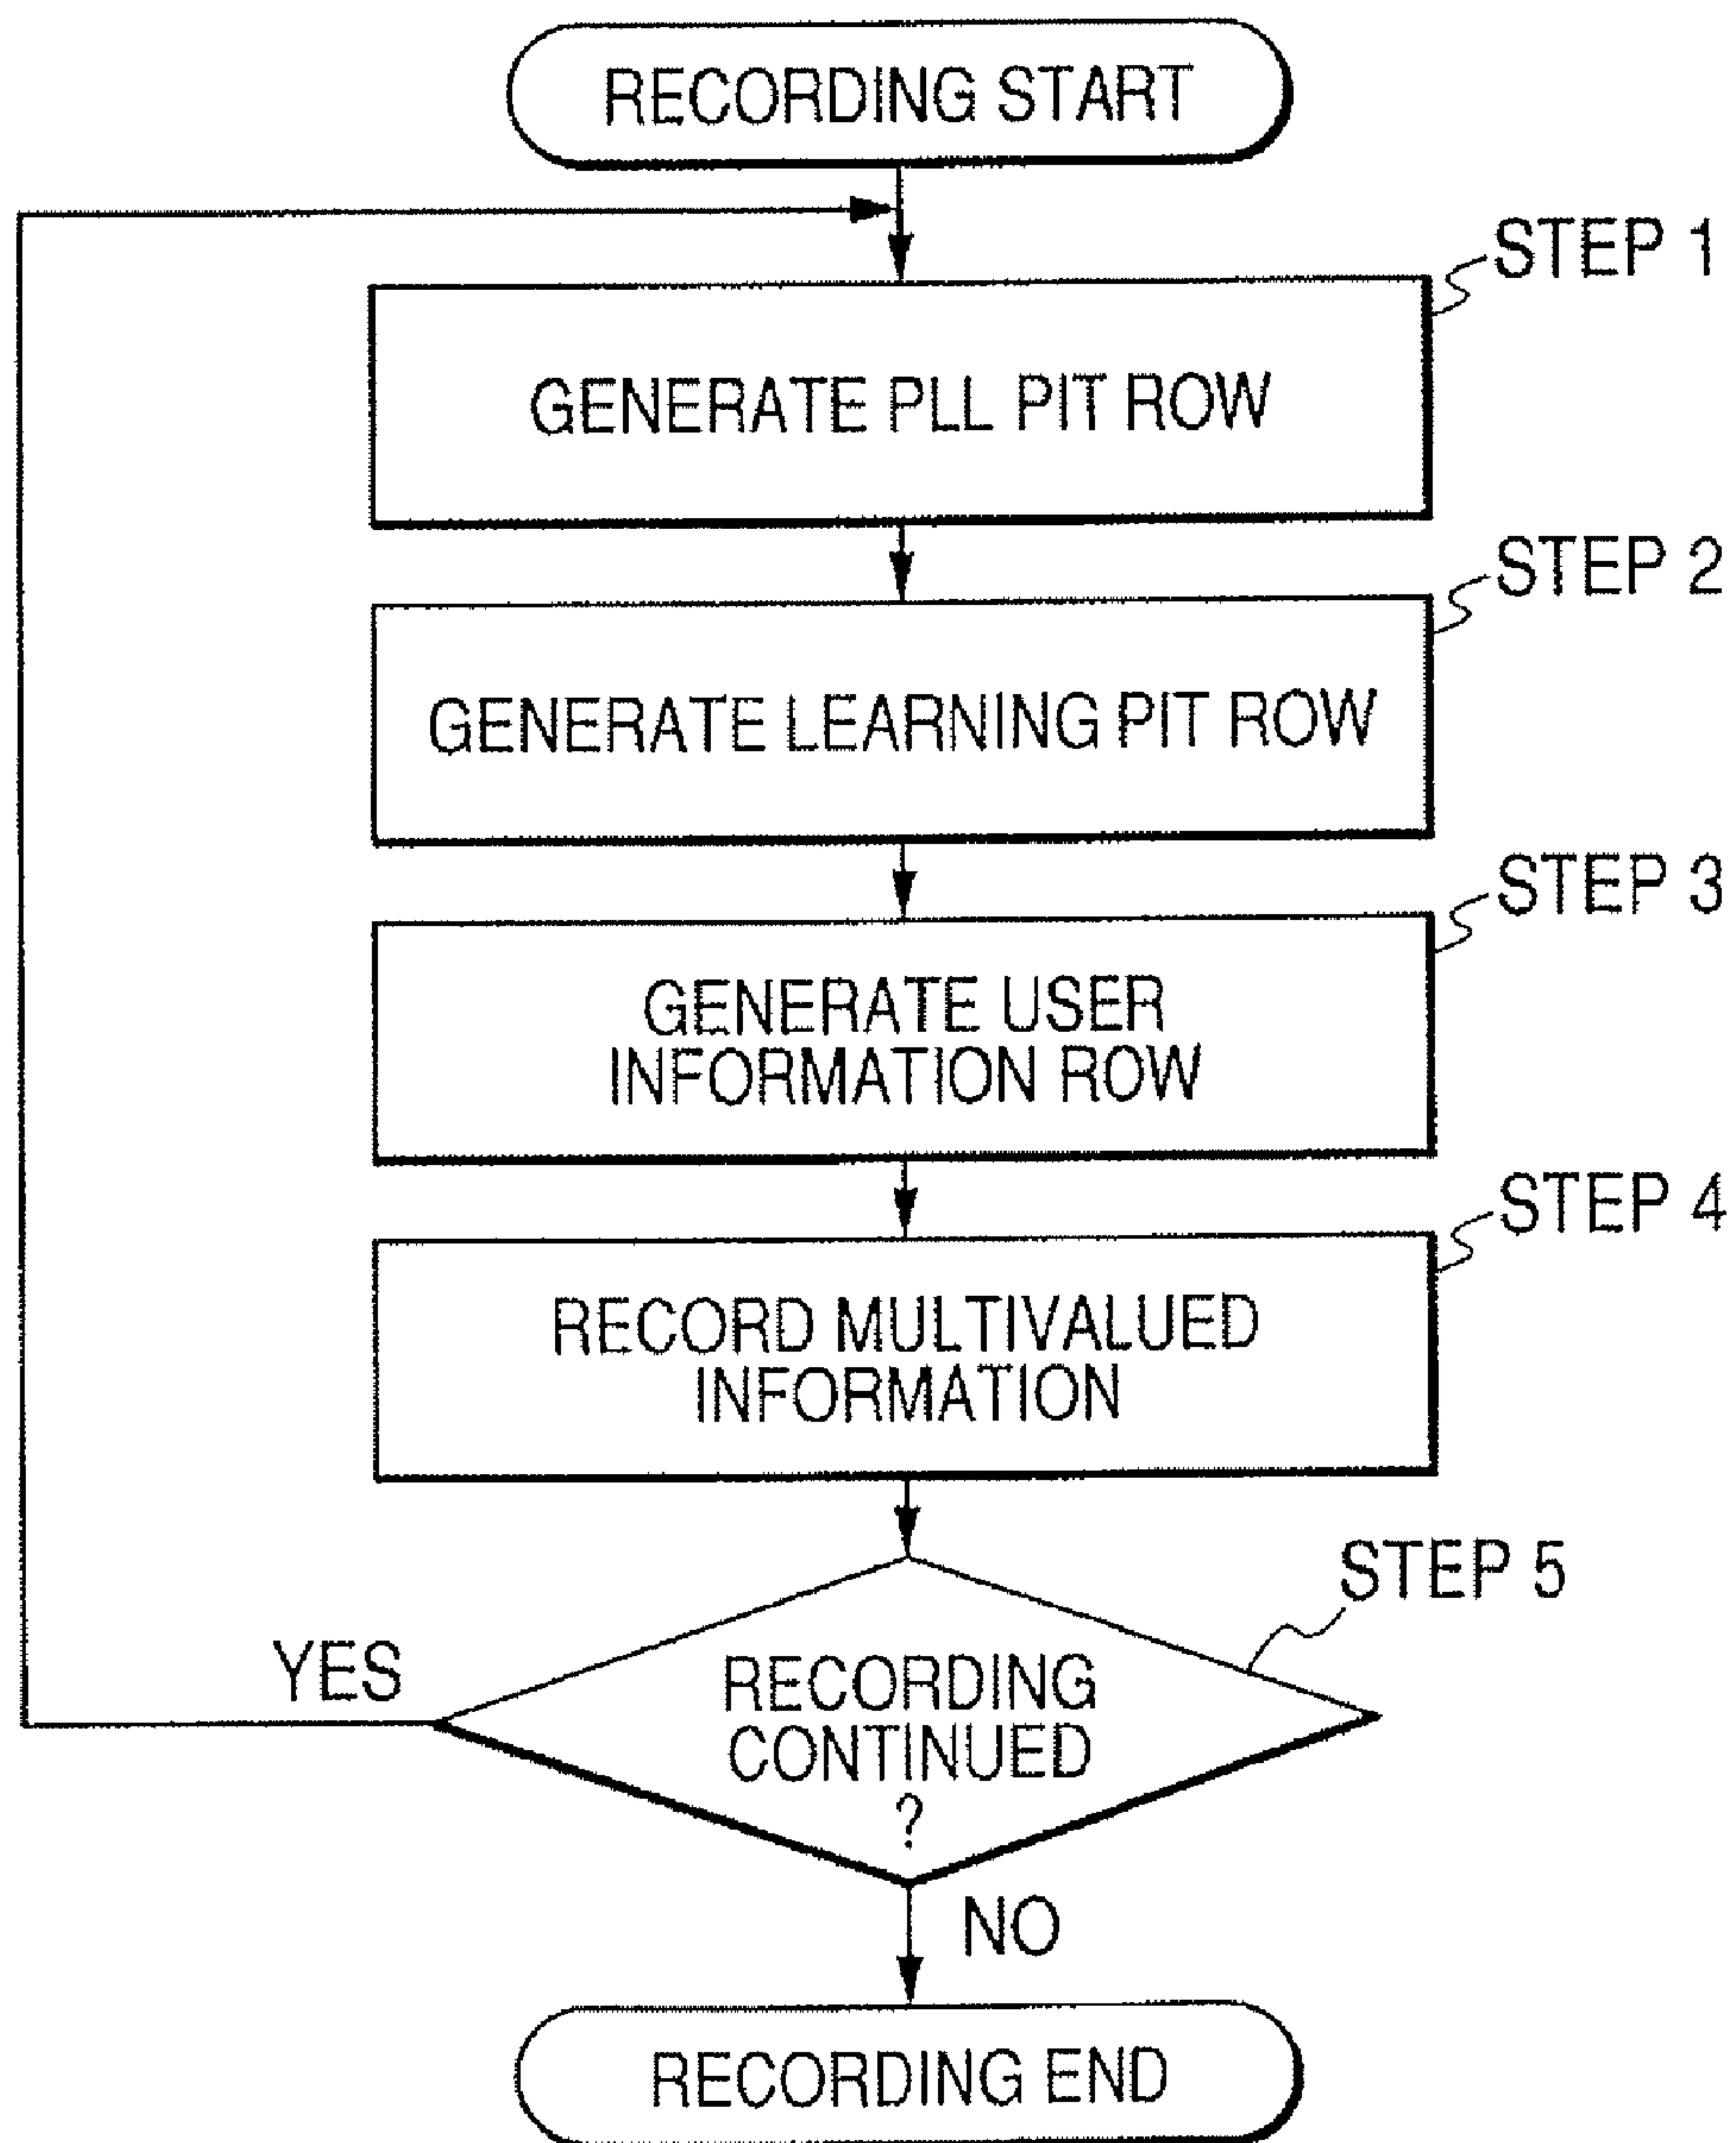 RECORDING START
STEP 1
GENERATE PLL PIT ROW
STEP 2
GENERATE LEARNING PIT ROW
STEP 3
GENERATE USER
INFORMATION ROW
STEP 4
RECORD MULTIVALUED
INFORMATION
STEP 5
YES
RECORDING
CONTINUED
?
NO
RECORDING END